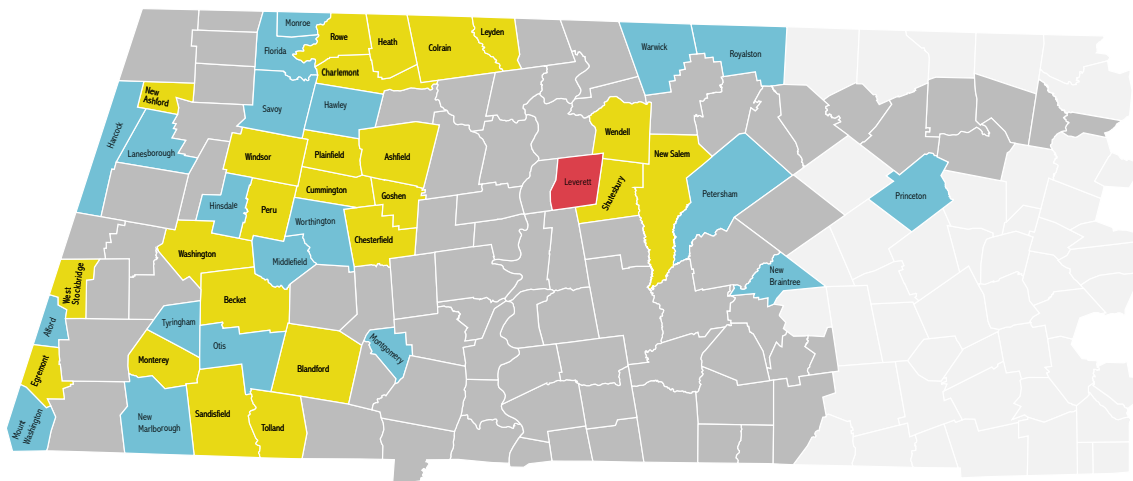 Monroe
Leyden
Rowe
Heath
Colrain
Florida
Warwick
Royalston
Charlemont
New
Ashford
Savoy
Hawley
Hancock
Lanesborough
Wendell
Windsor
Plainfield
Ashfield
New Salem
Leverett
Shutesbury
Petersham
Princeton
Cummington
Goshen
Hinsdale
Peru
Worthington
Chesterfield
Washington
Middlefield
West
Stockbridge
New
Braintree
Becket
Alford
Tyringham
Otis
Montgomery
Egremont
Monterey
Blandford
Mount
Washington
New
Marlborough
Sandisfield
Tolland